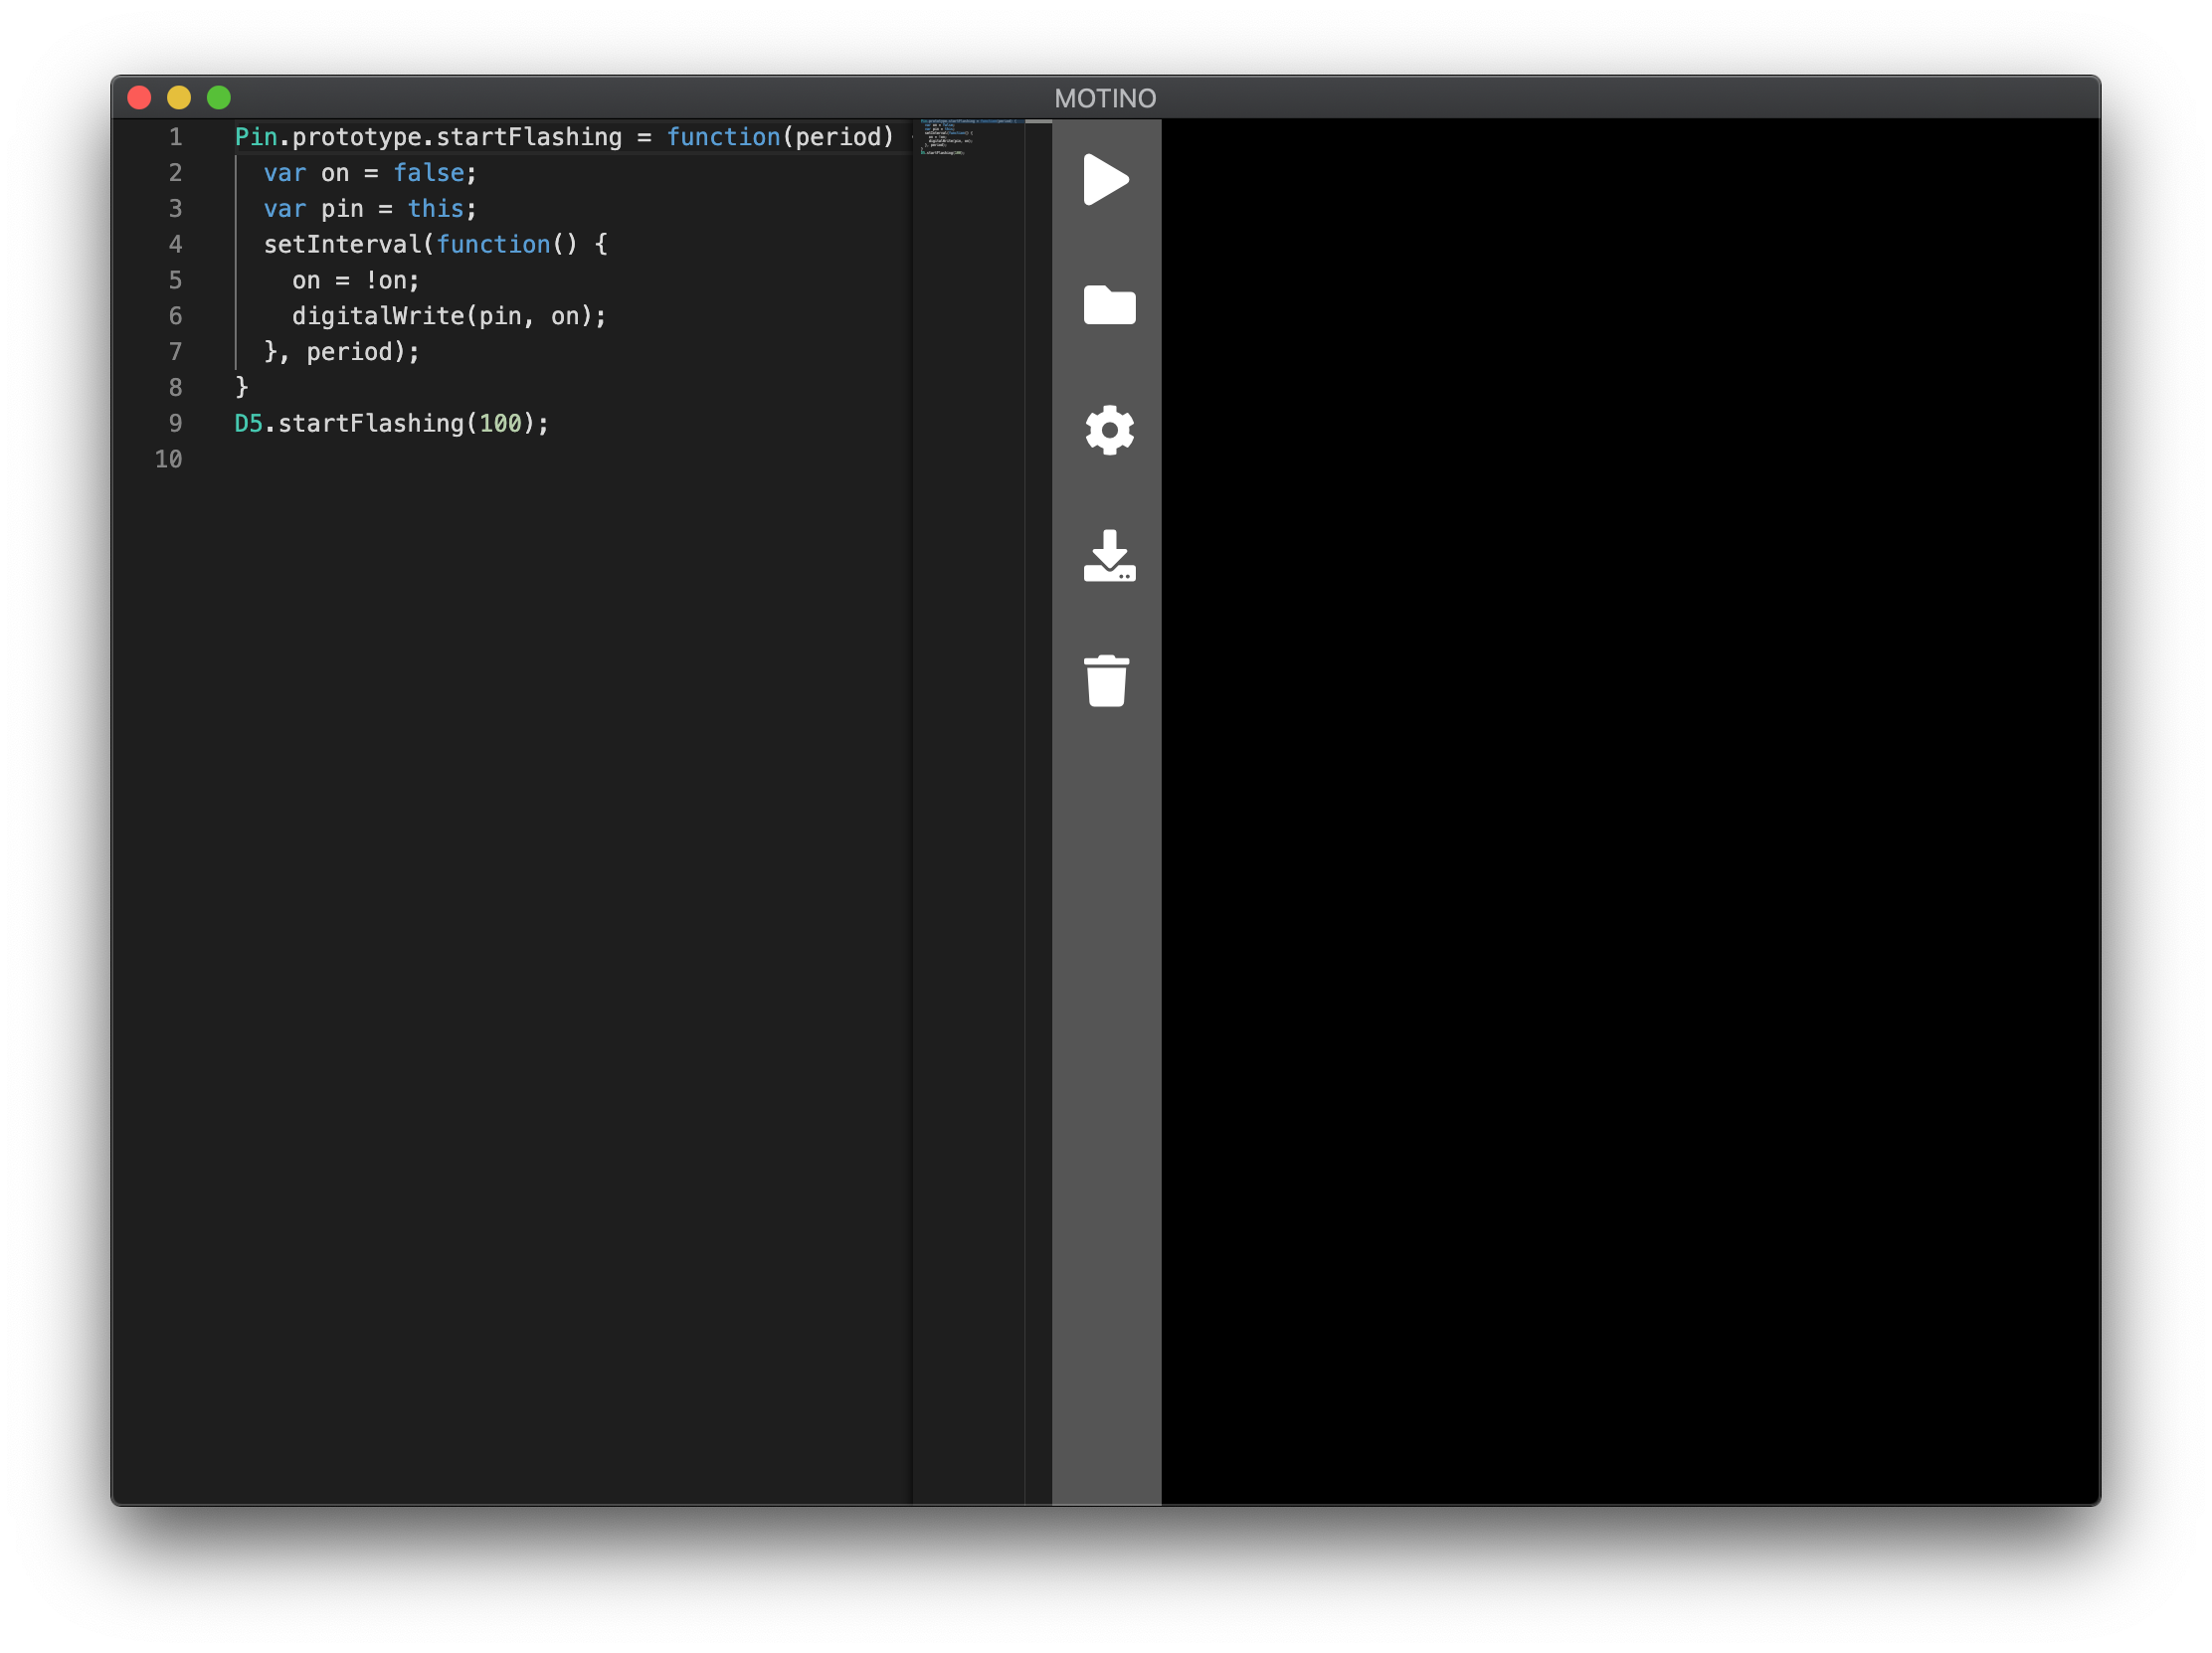 MOTINO
1 Pin.prototype.startFlashing = function(period)
2   var on = false;
3   var pin = this;
4   setInterval(function() {
5     on = !on;
6     digitalWrite(pin, on);
7   }, period);
8 }
9 D5.startFlashing(100);
10